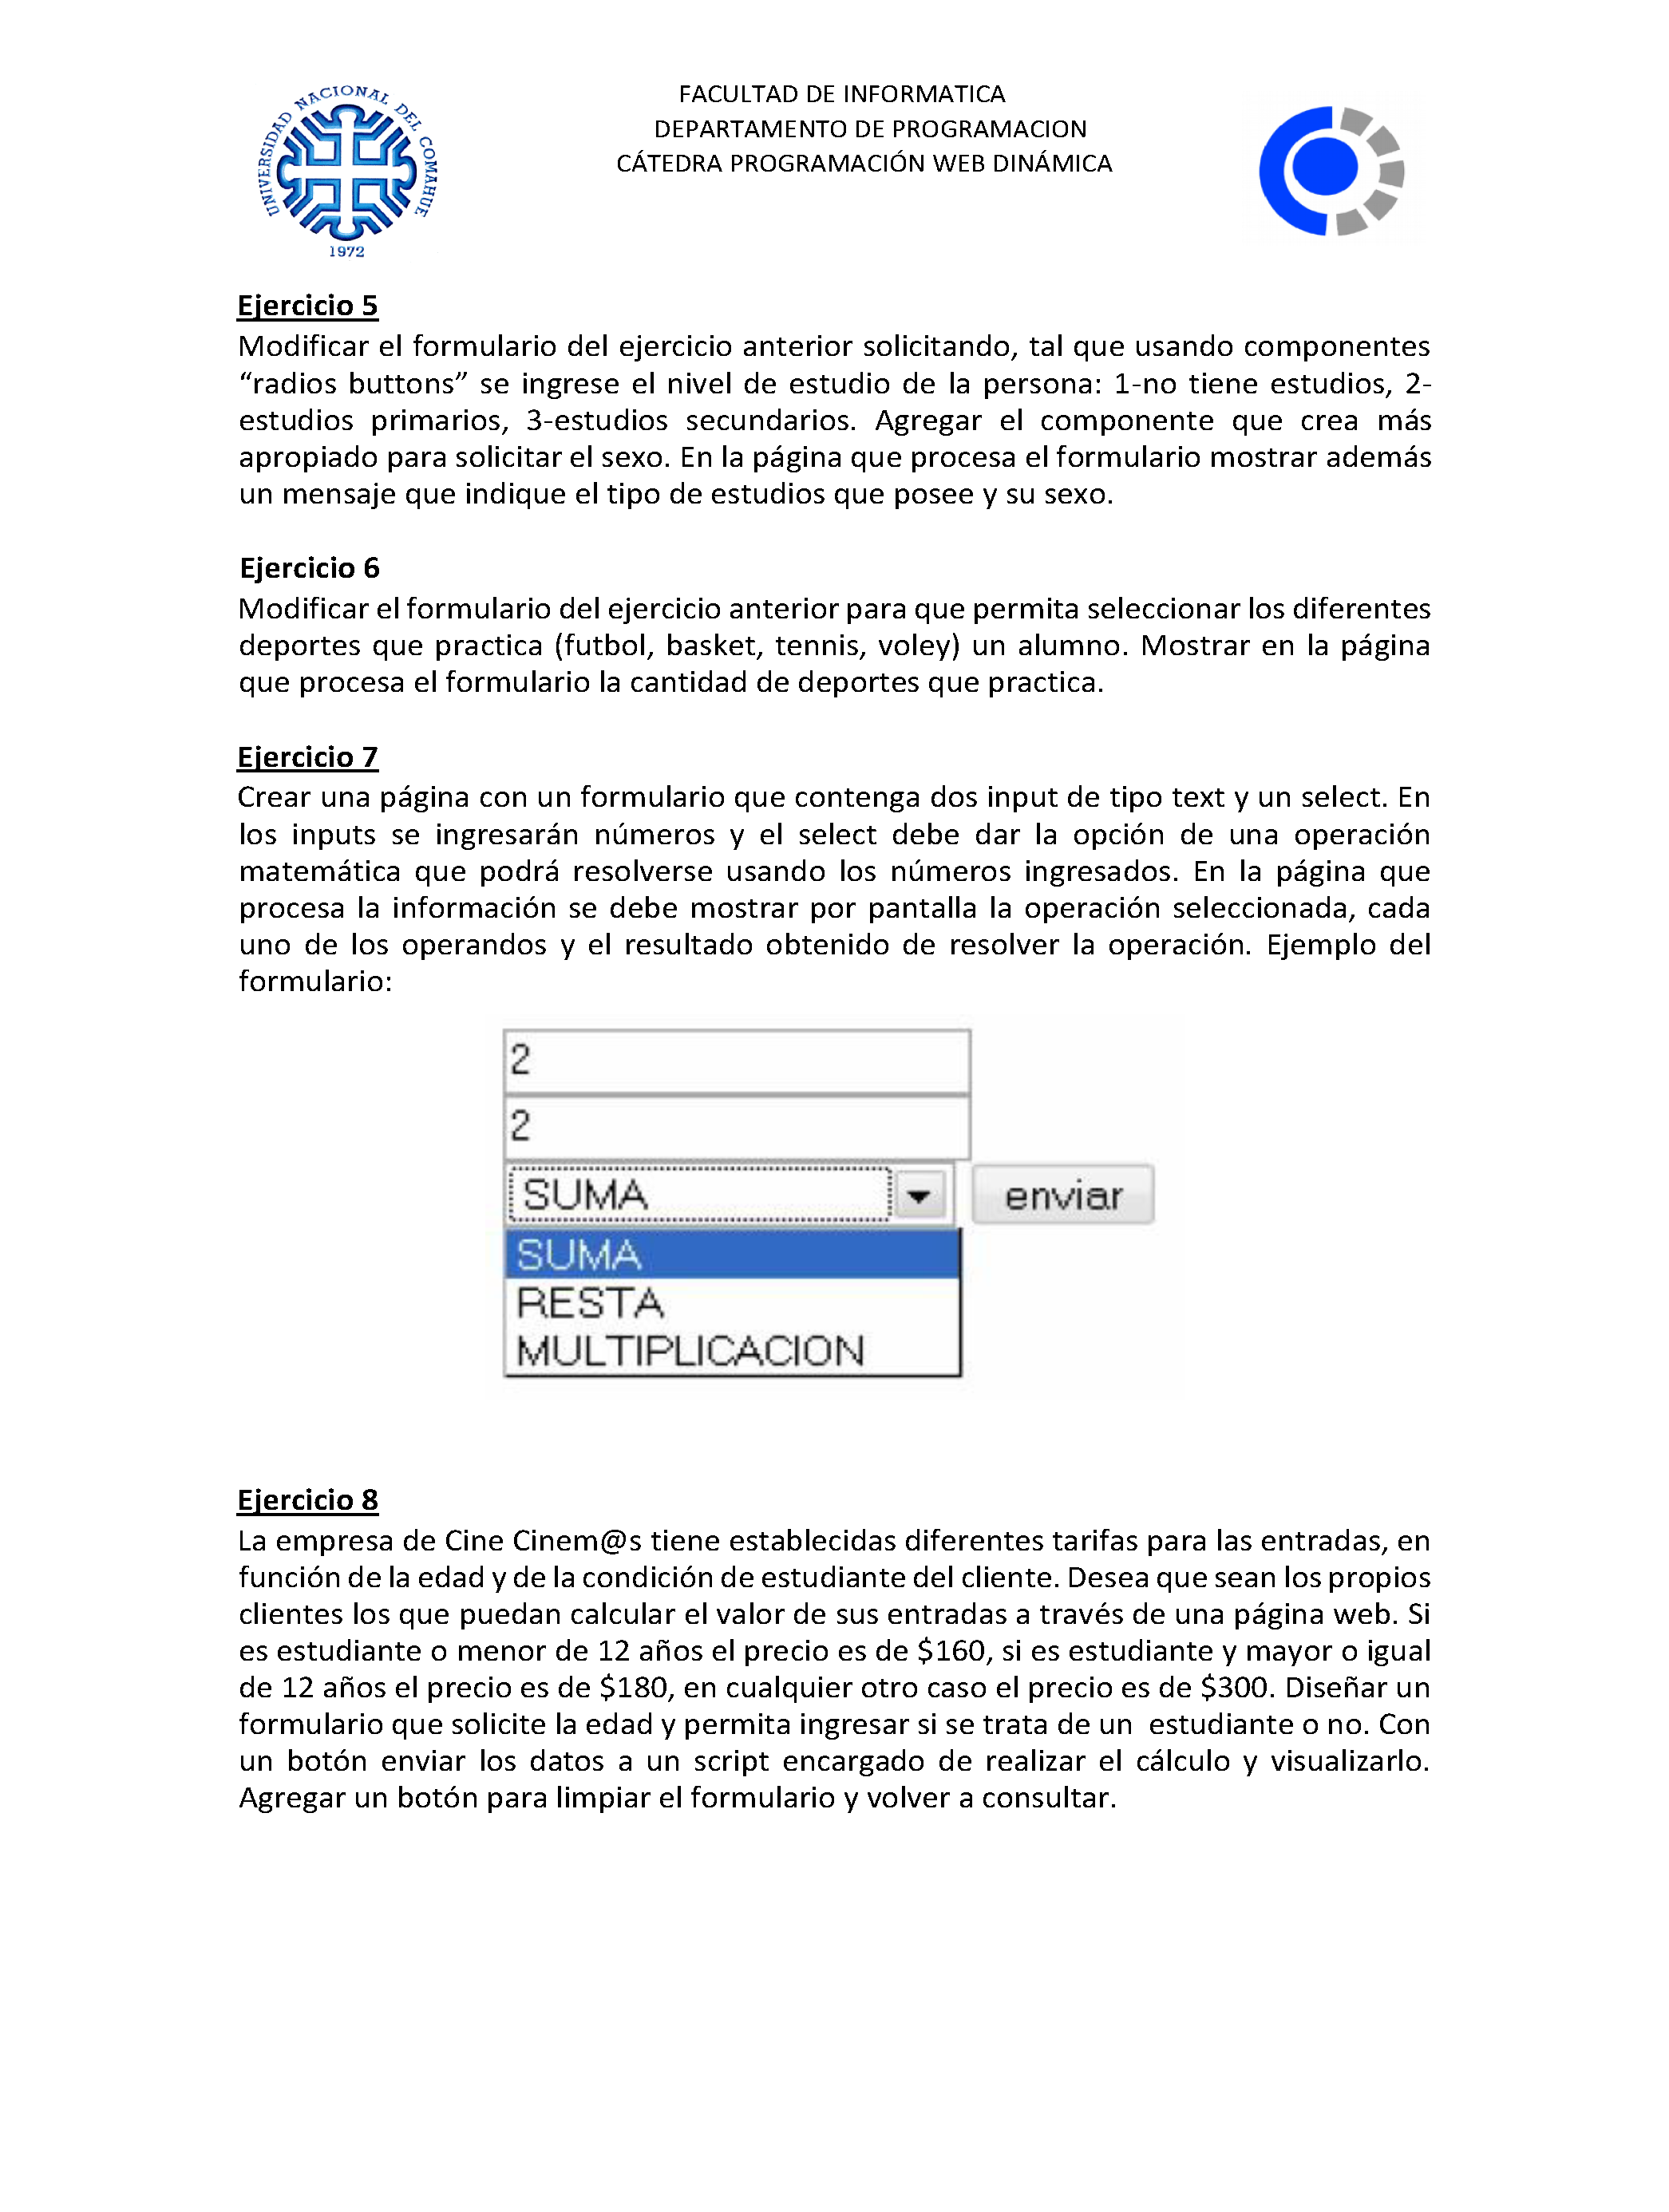 UNIVERSIDAD NACIONAL DEL COMAHUE
1972
FACULTAD DE INFORMATICA
DEPARTAMENTO DE PROGRAMACION
CÁTEDRA PROGRAMACIÓN WEB DINÁMICA
Ejercicio 5
Modificar el formulario del ejercicio anterior solicitando, tal que usando componentes
“radios buttons” se ingrese el nivel de estudio de la persona: 1-no tiene estudios, 2-
estudios primarios, 3-estudios secundarios. Agregar el componente que crea más
apropiado para solicitar el sexo. En la página que procesa el formulario mostrar además
un mensaje que indique el tipo de estudios que posee y su sexo.
Ejercicio 6
Modificar el formulario del ejercicio anterior para que permita seleccionar los diferentes
deportes que practica (futbol, basket, tennis, voley) un alumno. Mostrar en la página
que procesa el formulario la cantidad de deportes que practica.
Ejercicio 7
Crear una página con un formulario que contenga dos input de tipo text y un select. En
los inputs se ingresarán números y el select debe dar la opción de una operación
matemática que podrá resolverse usando los números ingresados. En la página que
procesa la información se debe mostrar por pantalla la operación seleccionada, cada
uno de los operandos y el resultado obtenido de resolver la operación. Ejemplo del
formulario:
2
2
SUMA enviar
SUMA
RESTA
MULTIPLICACION
Ejercicio 8
La empresa de Cine Cinem@s tiene establecidas diferentes tarifas para las entradas, en
función de la edad y de la condición de estudiante del cliente. Desea que sean los propios
clientes los que puedan calcular el valor de sus entradas a través de una página web. Si
es estudiante o menor de 12 años el precio es de $160, si es estudiante y mayor o igual
de 12 años el precio es de $180, en cualquier otro caso el precio es de $300. Diseñar un
formulario que solicite la edad y permita ingresar si se trata de un estudiante o no. Con
un botón enviar los datos a un script encargado de realizar el cálculo y visualizarlo.
Agregar un botón para limpiar el formulario y volver a consultar.